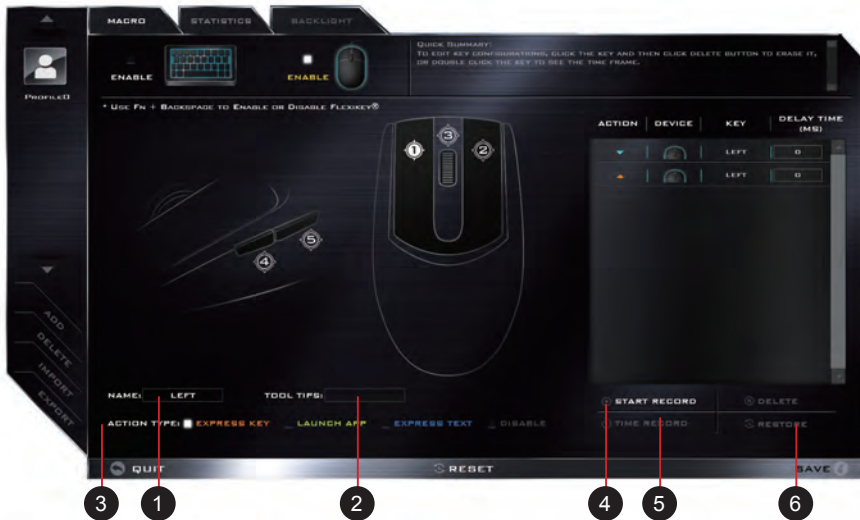 MACRO STATISTICS BACKLIGHT
ENABLE
ENABLE
QUICK SUMMARY:
TO EDIT KEY CONFIGURATIONS, CLICK THE KEY AND THEN CLICK DELETE BUTTON TO ERASE IT,
OR DOUBLE CLICK THE KEY TO SEE THE TIME FRAME.
PROFILE0
* USE FN + BACKSPACE TO ENABLE OR DISABLE FLEXIKEY®
ACTION DEVICE KEY DELAY TIME
(MS)
LEFT 0
LEFT 0
1
3
2
4
5
ADD
DELETE
IMPORT
EXPORT
NAME: LEFT TOOL TIPS:
START RECORD DELETE
ACTION TYPE: EXPRESS KEY LAUNCH APP EXPRESS TEXT DISABLE
TIME RECORD RESTORE
QUIT RESET SAVE
3 1 2 4 5 6